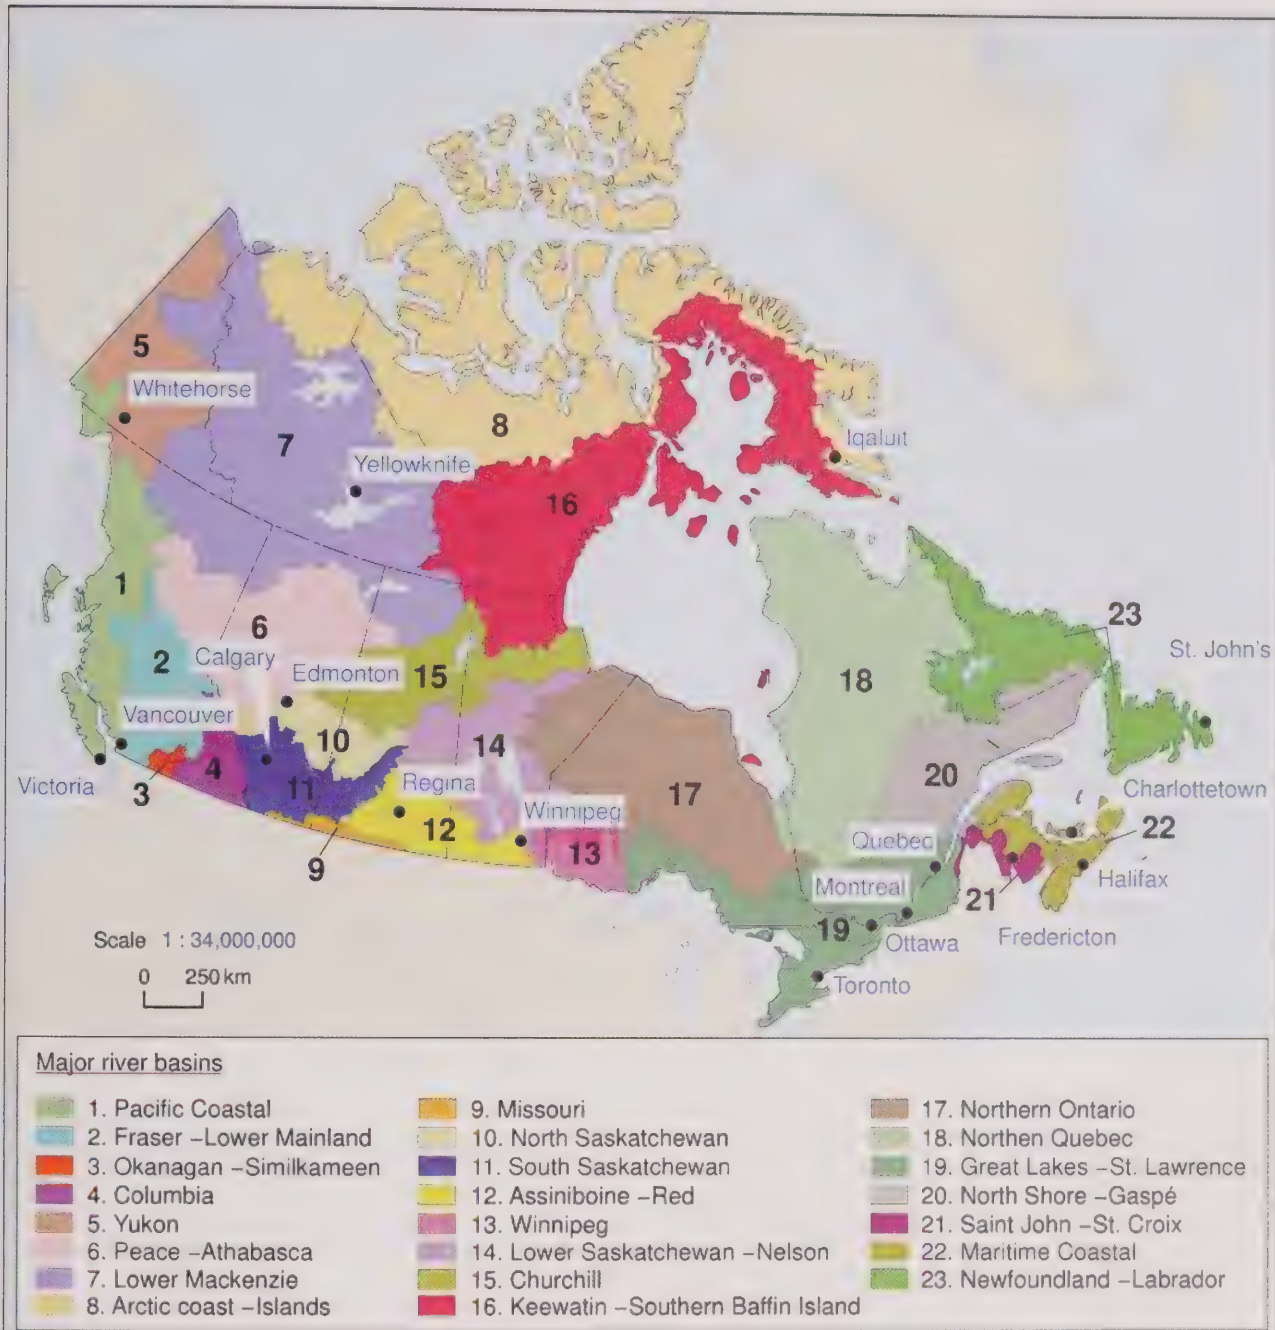 5
Whitehorse
7
8
Yellowknife
16
Iqaluit
1
6
23
2
Calgary
Edmonton
15
18
St. John's
Vancouver
10
14
4
11
Regina
20
Victoria
3
17
Charlottetown
12
Winnipeg
Quebec
22
13
9
Montreal
Halifax
21
19
Ottawa
Fredericton
Scale 1 : 34,000,000
0 250 km
Toronto
Major river basins
1. Pacific Coastal
2. Fraser –Lower Mainland
3. Okanagan –Similkameen
4. Columbia
5. Yukon
6. Peace –Athabasca
7. Lower Mackenzie
8. Arctic coast –Islands
9. Missouri
10. North Saskatchewan
11. South Saskatchewan
12. Assiniboine –Red
13. Winnipeg
14. Lower Saskatchewan –Nelson
15. Churchill
16. Keewatin –Southern Baffin Island
17. Northern Ontario
18. Northen Quebec
19. Great Lakes –St. Lawrence
20. North Shore –Gaspé
21. Saint John –St. Croix
22. Maritime Coastal
23. Newfoundland –Labrador